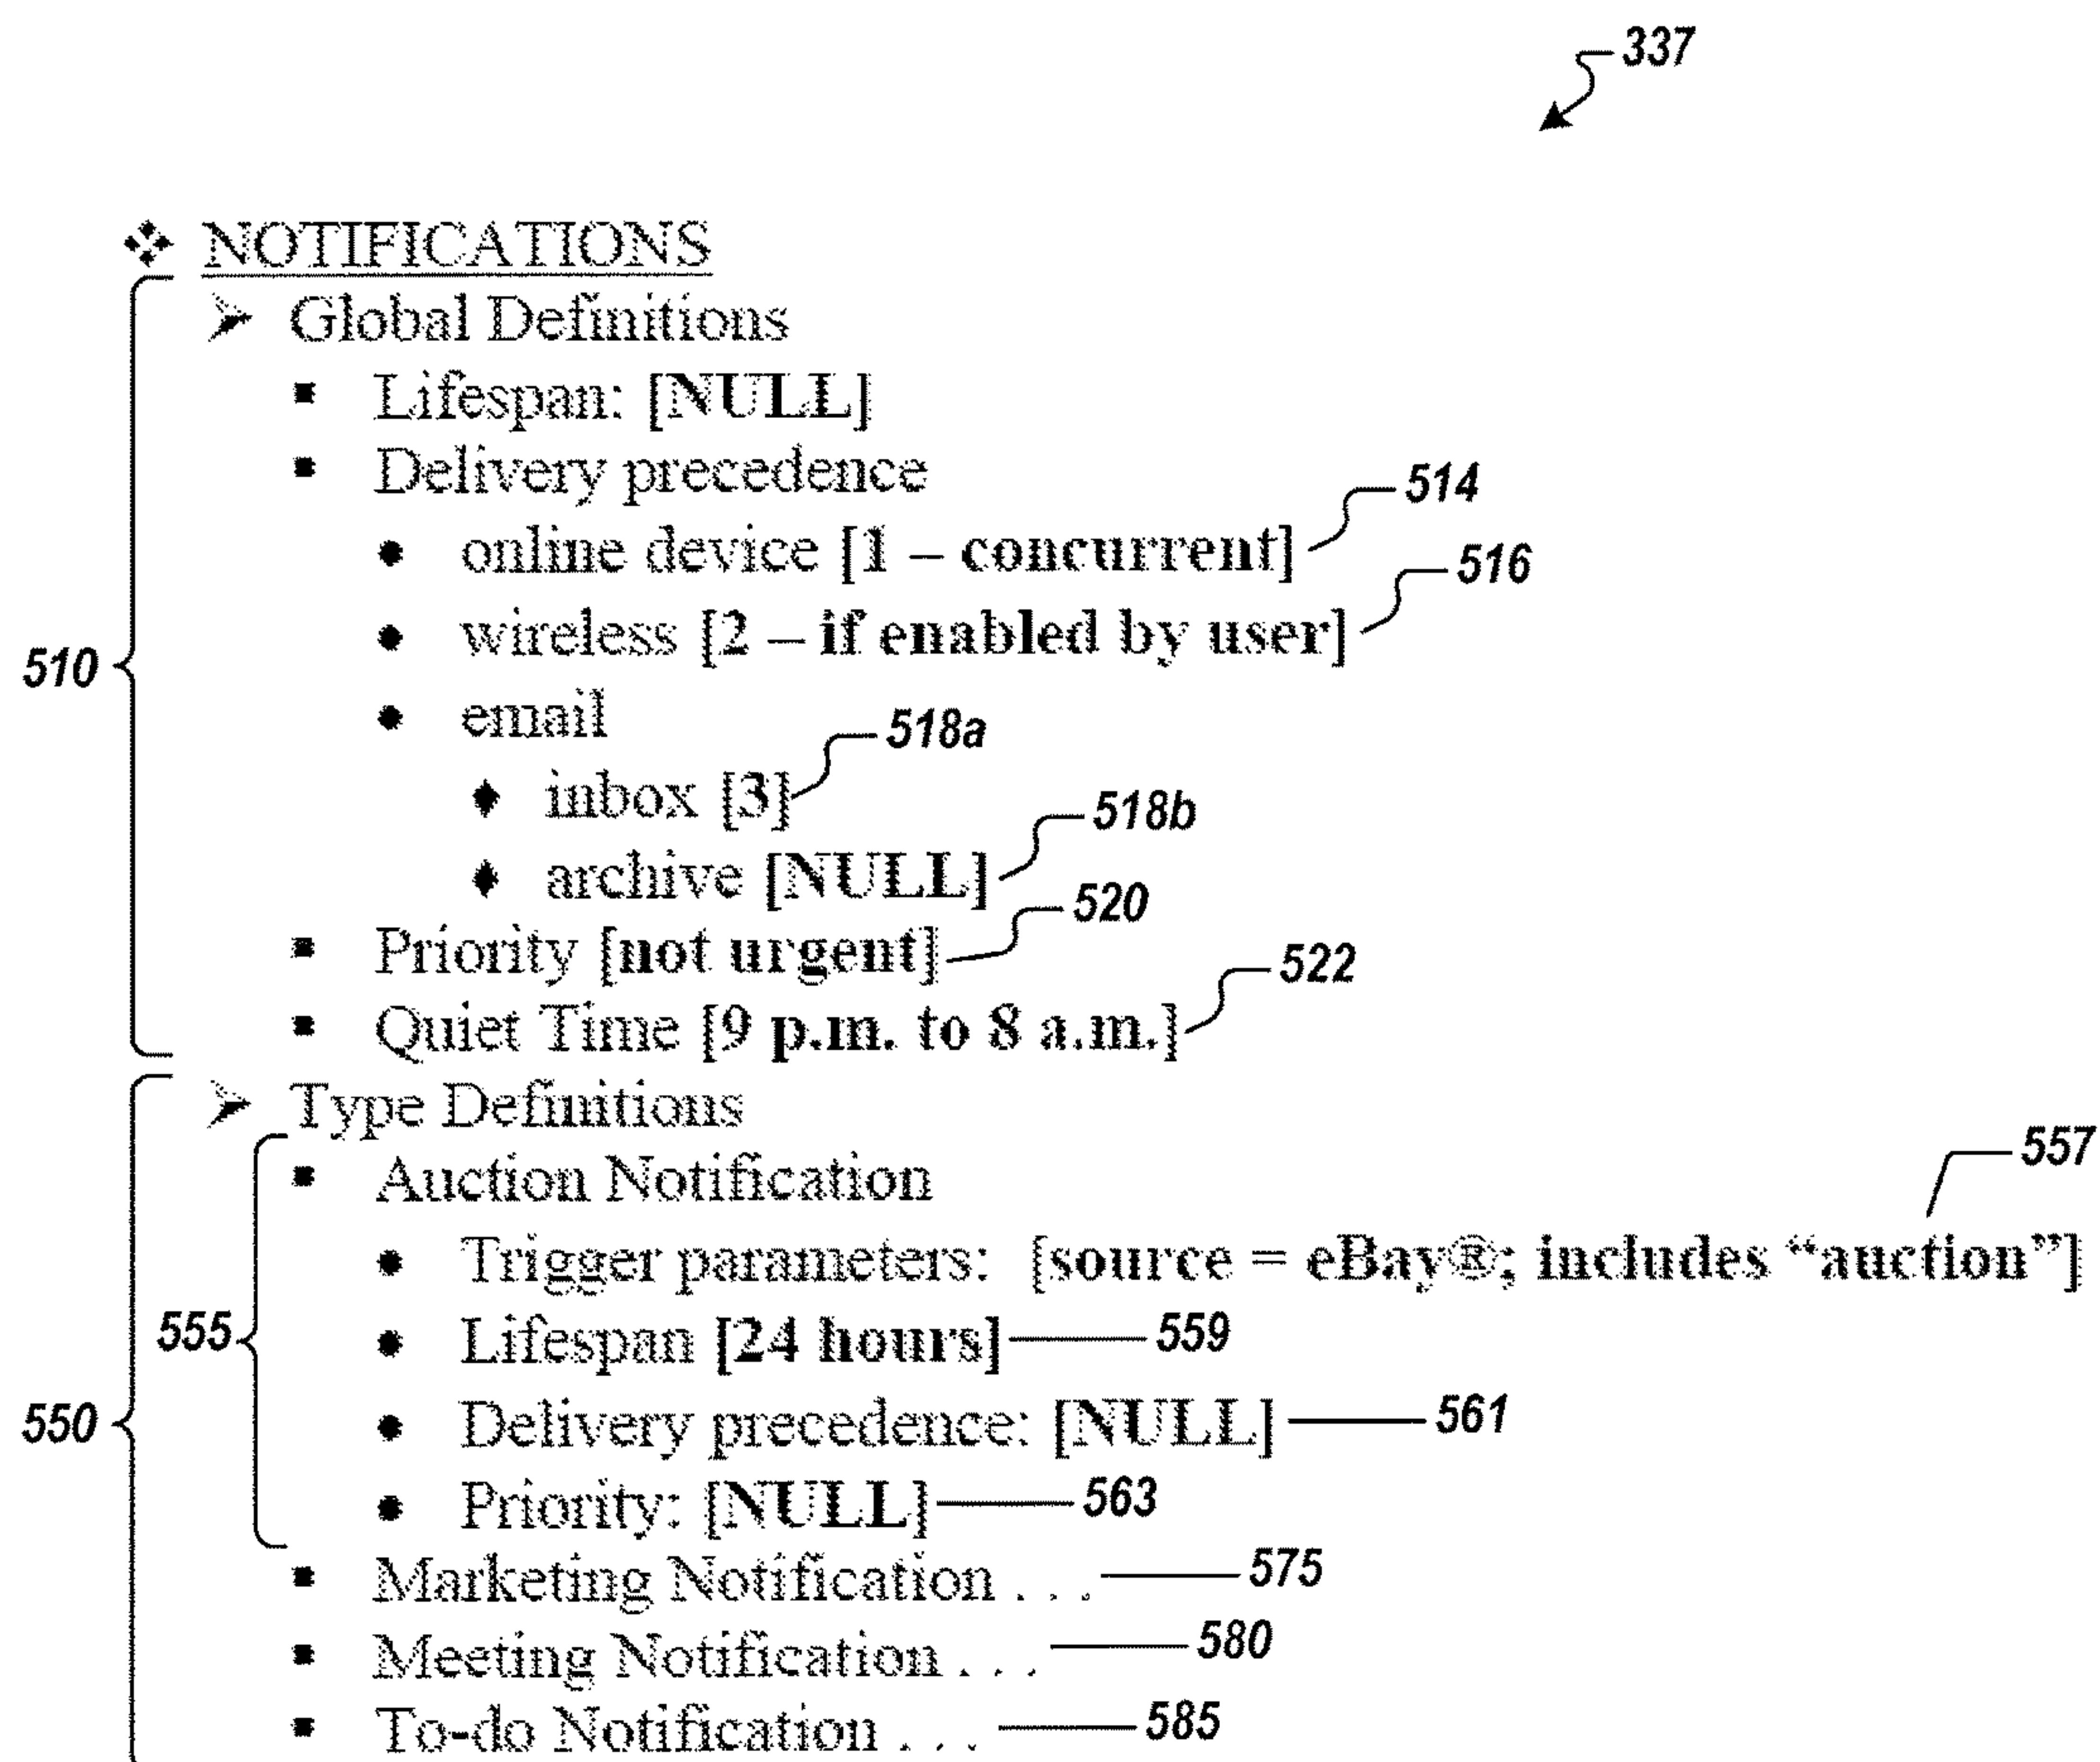 337
❖ NOTIFICATIONS
➢ Global Definitions
▪ Lifespan: [NULL]
▪ Delivery precedence
514
• online device [1 – concurrent]
516
• wireless [2 – if enabled by user]
510
• email
518a
♦ inbox [3]
518b
♦ archive [NULL]
520
▪ Priority [not urgent]
522
▪ Quiet Time [9 p.m. to 8 a.m.]
➢ Type Definitions
557
▪ Auction Notification
• Trigger parameters: [source = eBay®; includes “auction”]
555
• Lifespan [24 hours] 559
550
• Delivery precedence: [NULL] 561
• Priority: [NULL] 563
▪ Marketing Notification . . . 575
▪ Meeting Notification . . . 580
▪ To-do Notification . . . 585